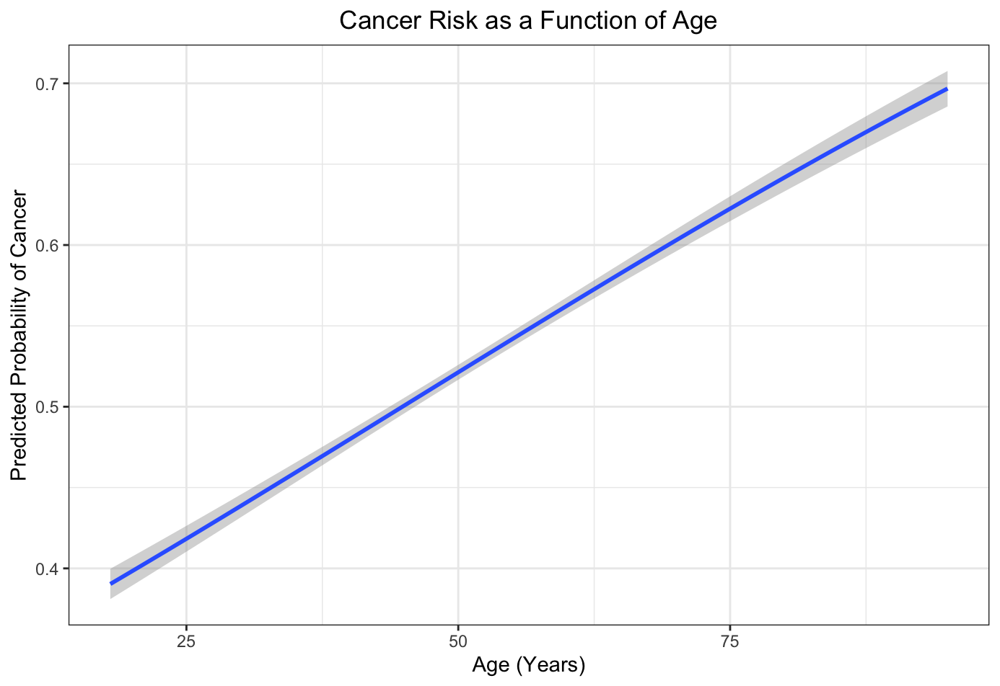 Cancer Risk as a Function of Age
Predicted Probability of Cancer
0.7
0.6
0.5
0.4
25 50 75
Age (Years)